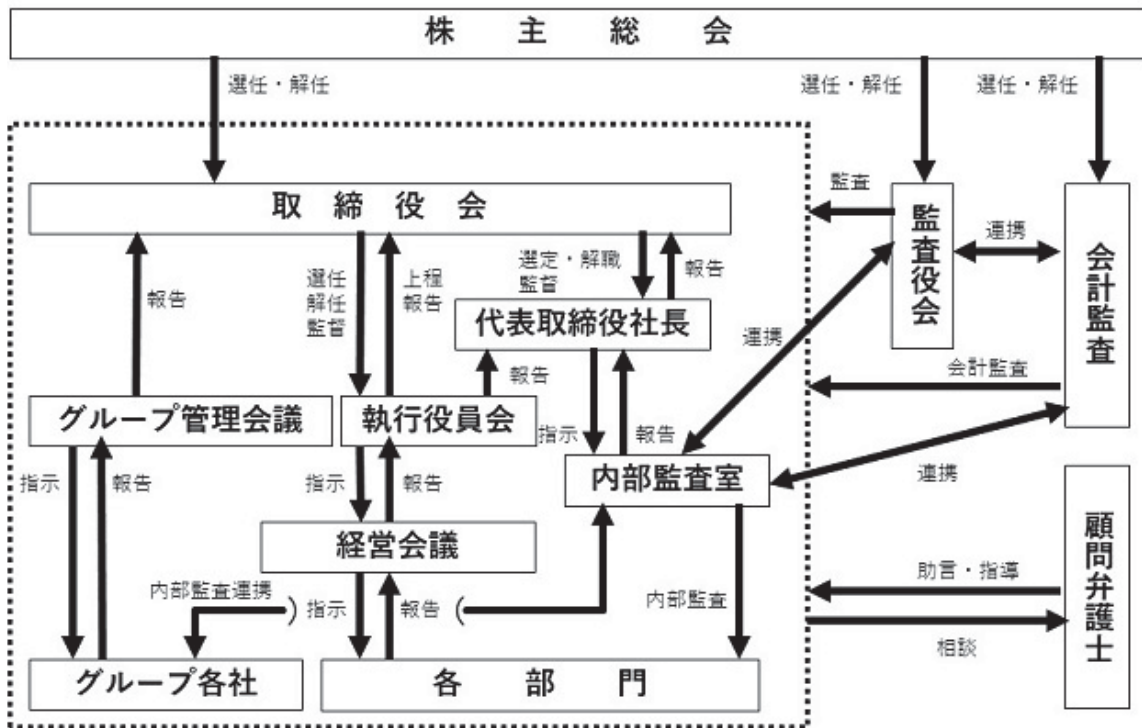 株主総会
選任・解任
選任・解任
選任・解任
取締役会
監査
監査役会
連携
会計監査
報告
選任
解任
監督
上程
報告
選定・解職
監督
報告
代表取締役社長
連携
報告
会計監査
グループ管理会議
執行役員会
指示
報告
内部監査室
連携
指示
報告
指示
報告
経営会議
顧問弁護士
助言・指導
相談
内部監査連携
指示
報告
内部監査
グループ各社
各部門